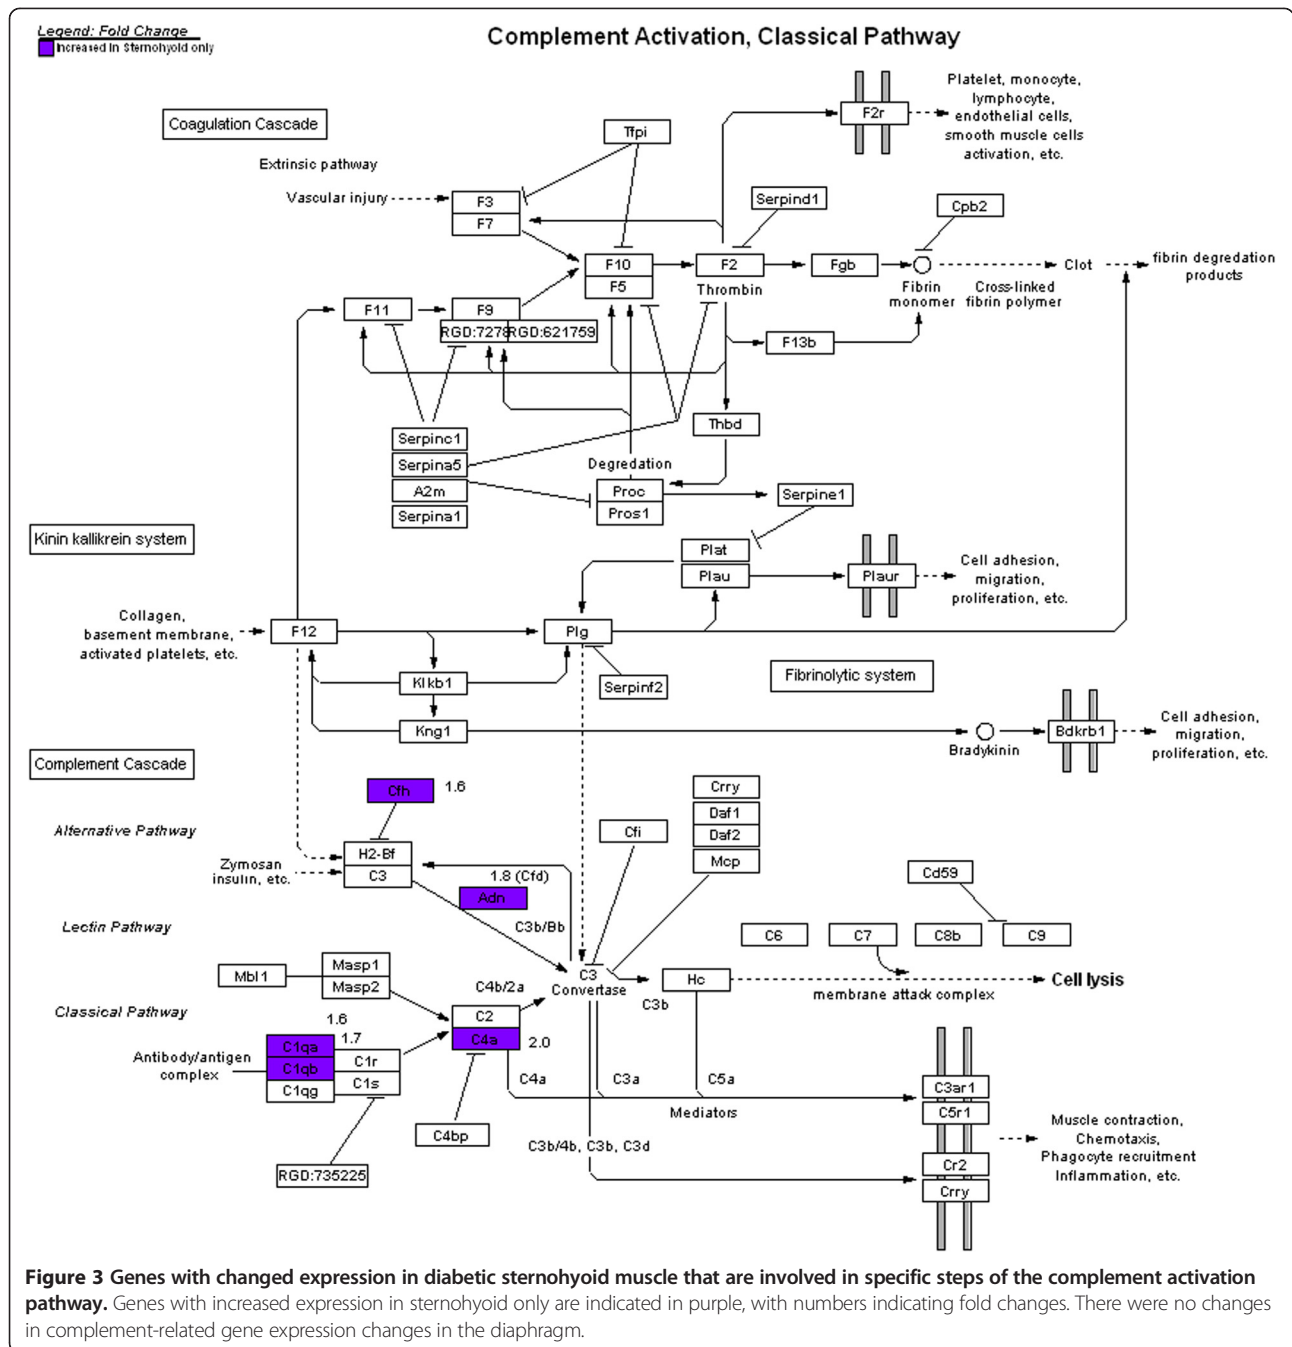 Legend: Fold Change
Increased in Sternohyoid only
Complement Activation, Classical Pathway
Coagulation Cascade
Extrinsic pathway
Vascular injury
Tfpi
F3
F7
F2r
Platelet, monocyte,
lymphocyte,
endothelial cells,
smooth muscle cells
activation, etc.
Serpind1
Cpb2
F10
F5
F2
Thrombin
Fgb
Fibrin
monomer
Cross-linked
fibrin polymer
Clot
fibrin degredation
products
F11
F9
RGD:7278
RGD:621759
F13b
Thbd
Serpinc1
Serpina5
A2m
Serpina1
Degredation
Proc
Pros1
Serpine1
Kinin kallikrein system
Plat
Plau
Plaur
Cell adhesion,
migration,
proliferation, etc.
Collagen,
basement membrane,
activated platelets, etc.
F12
Plg
Klkb1
Serpinf2
Fibrinolytic system
Kng1
Bradykinin
Bdkrb1
Cell adhesion,
migration,
proliferation, etc.
Complement Cascade
Cfh
1.6
Crry
Daf1
Daf2
Mcp
Alternative Pathway
Cfi
H2-Bf
C3
Zymosan
insulin, etc.
1.8 (Cfd)
Adn
Cd59
Lectin Pathway
C3b/Bb
C6
C7
C8b
C9
Mbl1
Masp1
Masp2
C4b/2a
C3
Convertase
Hc
C3b
membrane attack complex
Cell lysis
Classical Pathway
1.6
1.7
C2
C4a
2.0
Antibody/antigen
complex
C1qa
C1qb
C1qg
C1r
C1s
C4a
C3a
C5a
Mediators
C3ar1
C5r1
C4bp
C3b/4b, C3b, C3d
Cr2
Crry
Muscle contraction,
Chemotaxis,
Phagocyte recruitment
Inflammation, etc.
RGD:735225
Figure 3 Genes with changed expression in diabetic sternohyoid muscle that are involved in specific steps of the complement activation
pathway. Genes with increased expression in sternohyoid only are indicated in purple, with numbers indicating fold changes. There were no changes
in complement-related gene expression changes in the diaphragm.